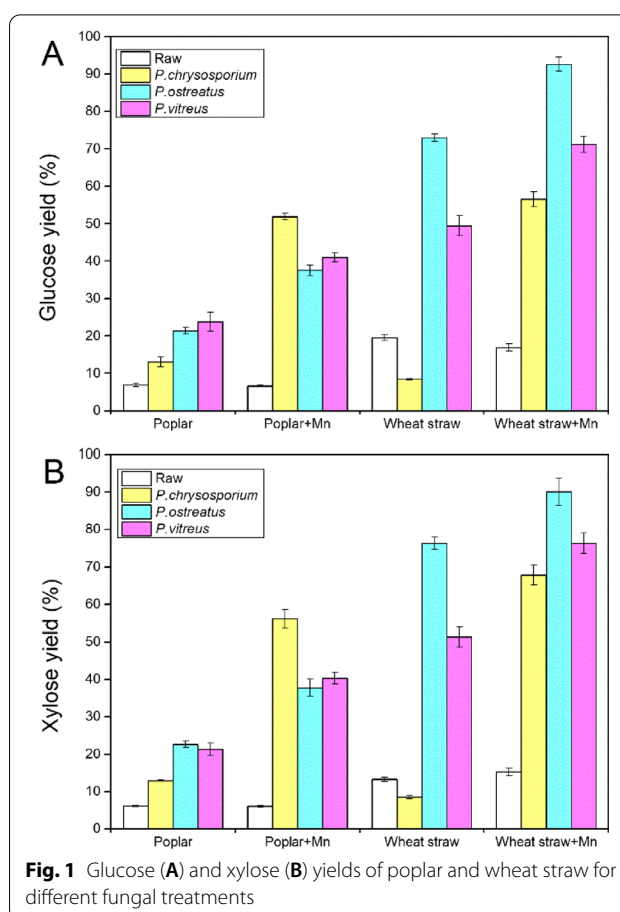 A
100
90
80
70
60
50
40
30
20
10
0
Glucose yield (%)
Raw
P.chrysosporium
P.ostreatus
P.vitreus
Poplar Poplar+Mn Wheat straw Wheat straw+Mn
B
100
90
80
70
60
50
40
30
20
10
0
Xylose yield (%)
Raw
P.chrysosporium
P.ostreatus
P.vitreus
Poplar Poplar+Mn Wheat straw Wheat straw+Mn
Fig. 1 Glucose (A) and xylose (B) yields of poplar and wheat straw for
different fungal treatments